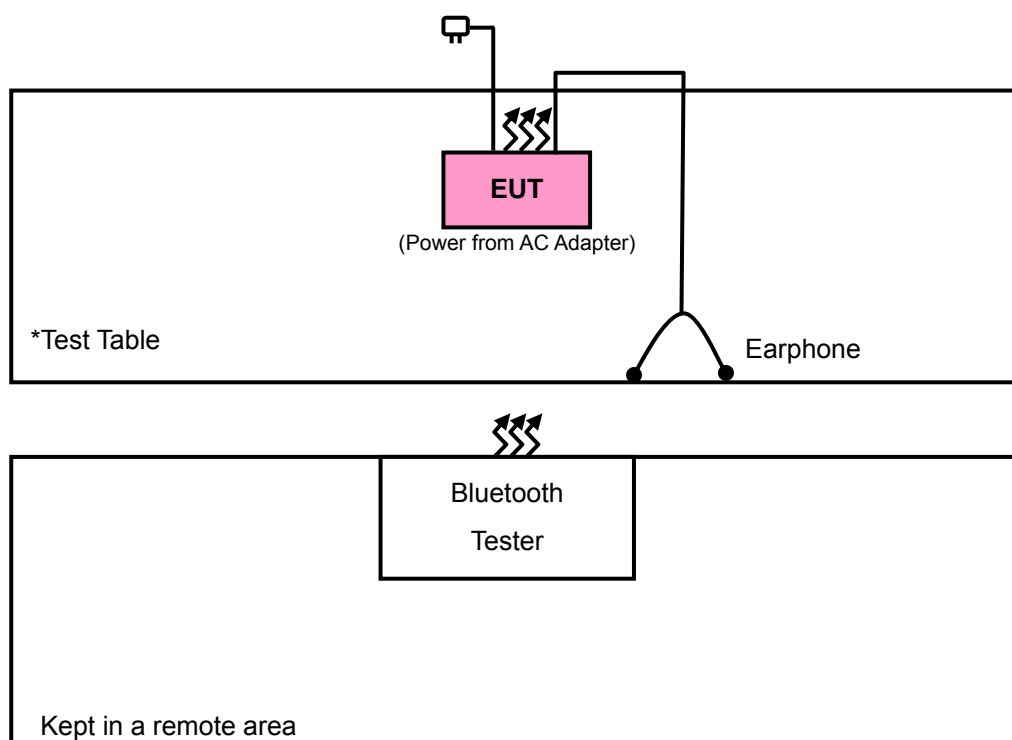 EUT
(Power from AC Adapter)
*Test Table
Earphone
Bluetooth
Tester
Kept in a remote area